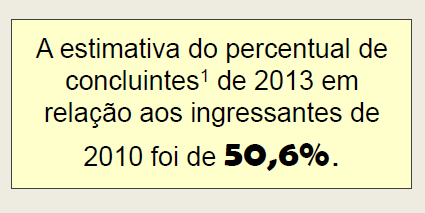 A estimativa do percentual de
concluintes¹ de 2013 em
relação aos ingressantes de
2010 foi de 50,6%.